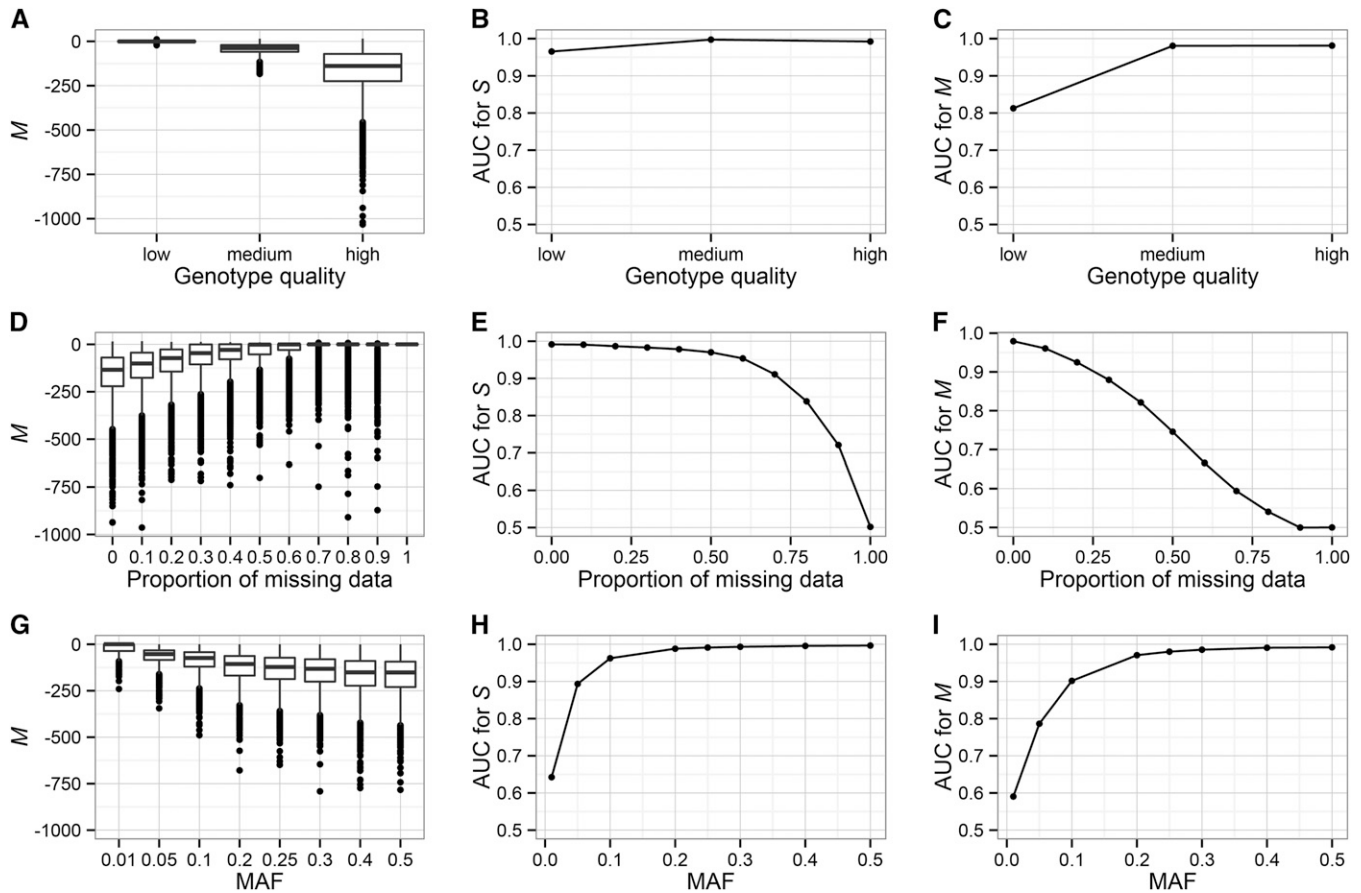 A
M
0
-250
-500
-750
-1000
low medium high
Genotype quality
B
AUC for S
1.0
0.9
0.8
0.7
0.6
0.5
low medium high
Genotype quality
C
AUC for M
1.0
0.9
0.8
0.7
0.6
0.5
low medium high
Genotype quality
D
M
0
-250
-500
-750
-1000
0 0.1 0.2 0.3 0.4 0.5 0.6 0.7 0.8 0.9 1
Proportion of missing data
E
AUC for S
1.0
0.9
0.8
0.7
0.6
0.5
0.00 0.25 0.50 0.75 1.00
Proportion of missing data
F
AUC for M
1.0
0.9
0.8
0.7
0.6
0.5
0.00 0.25 0.50 0.75 1.00
Proportion of missing data
G
M
0
-250
-500
-750
-1000
0.01 0.05 0.1 0.2 0.25 0.3 0.4 0.5
MAF
H
AUC for S
1.0
0.9
0.8
0.7
0.6
0.5
0.0 0.1 0.2 0.3 0.4 0.5
MAF
I
AUC for M
1.0
0.9
0.8
0.7
0.6
0.5
0.0 0.1 0.2 0.3 0.4 0.5
MAF